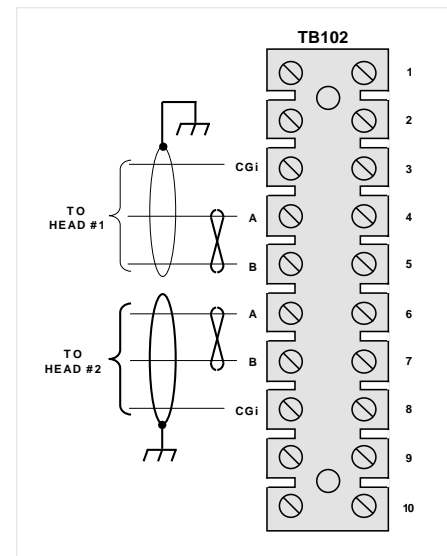 TB102
1
2
CGi 3
TO
HEAD #1
A 4
B 5
A 6
TO
HEAD #2
B 7
CGi 8
9
10